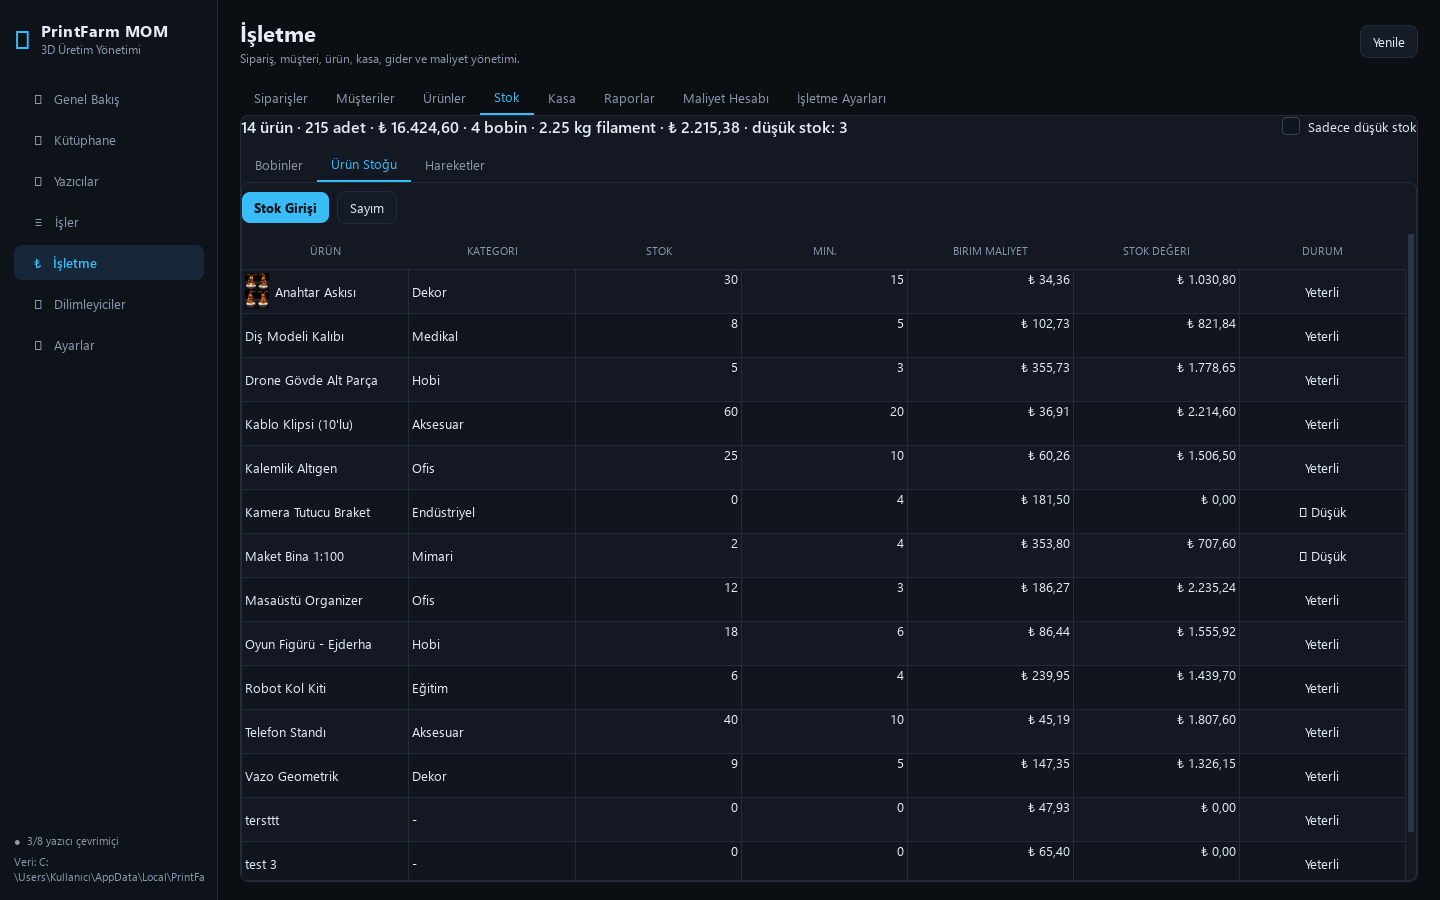 PrintFarm MOM
3D Üretim Yönetimi
Genel Bakış
Kütüphane
Yazıcılar
İşler
₺ İşletme
Dilimleyiciler
Ayarlar
● 3/8 yazıcı çevrimiçi
Veri: C:
\Users\Kullanıcı\AppData\Local\PrintFa
İşletme
Sipariş, müşteri, ürün, kasa, gider ve maliyet yönetimi.
Yenile
Siparişler Müşteriler Ürünler Stok Kasa Raporlar Maliyet Hesabı İşletme Ayarları
14 ürün · 215 adet · ₺ 16.424,60 · 4 bobin · 2.25 kg filament · ₺ 2.215,38 · düşük stok: 3
Sadece düşük stok
Bobinler Ürün Stoğu Hareketler
Stok Girişi Sayım
ÜRÜN KATEGORI STOK MIN. BIRIM MALIYET STOK DEĞERI DURUM
Anahtar Askısı Dekor 30 15 ₺ 34,36 ₺ 1.030,80 Yeterli
Diş Modeli Kalıbı Medikal 8 5 ₺ 102,73 ₺ 821,84 Yeterli
Drone Gövde Alt Parça Hobi 5 3 ₺ 355,73 ₺ 1.778,65 Yeterli
Kablo Klipsi (10'lu) Aksesuar 60 20 ₺ 36,91 ₺ 2.214,60 Yeterli
Kalemlik Altıgen Ofis 25 10 ₺ 60,26 ₺ 1.506,50 Yeterli
Kamera Tutucu Braket Endüstriyel 0 4 ₺ 181,50 ₺ 0,00 Düşük
Maket Bina 1:100 Mimari 2 4 ₺ 353,80 ₺ 707,60 Düşük
Masaüstü Organizer Ofis 12 3 ₺ 186,27 ₺ 2.235,24 Yeterli
Oyun Figürü - Ejderha Hobi 18 6 ₺ 86,44 ₺ 1.555,92 Yeterli
Robot Kol Kiti Eğitim 6 4 ₺ 239,95 ₺ 1.439,70 Yeterli
Telefon Standı Aksesuar 40 10 ₺ 45,19 ₺ 1.807,60 Yeterli
Vazo Geometrik Dekor 9 5 ₺ 147,35 ₺ 1.326,15 Yeterli
tersttt - 0 0 ₺ 47,93 ₺ 0,00 Yeterli
test 3 - 0 0 ₺ 65,40 ₺ 0,00 Yeterli